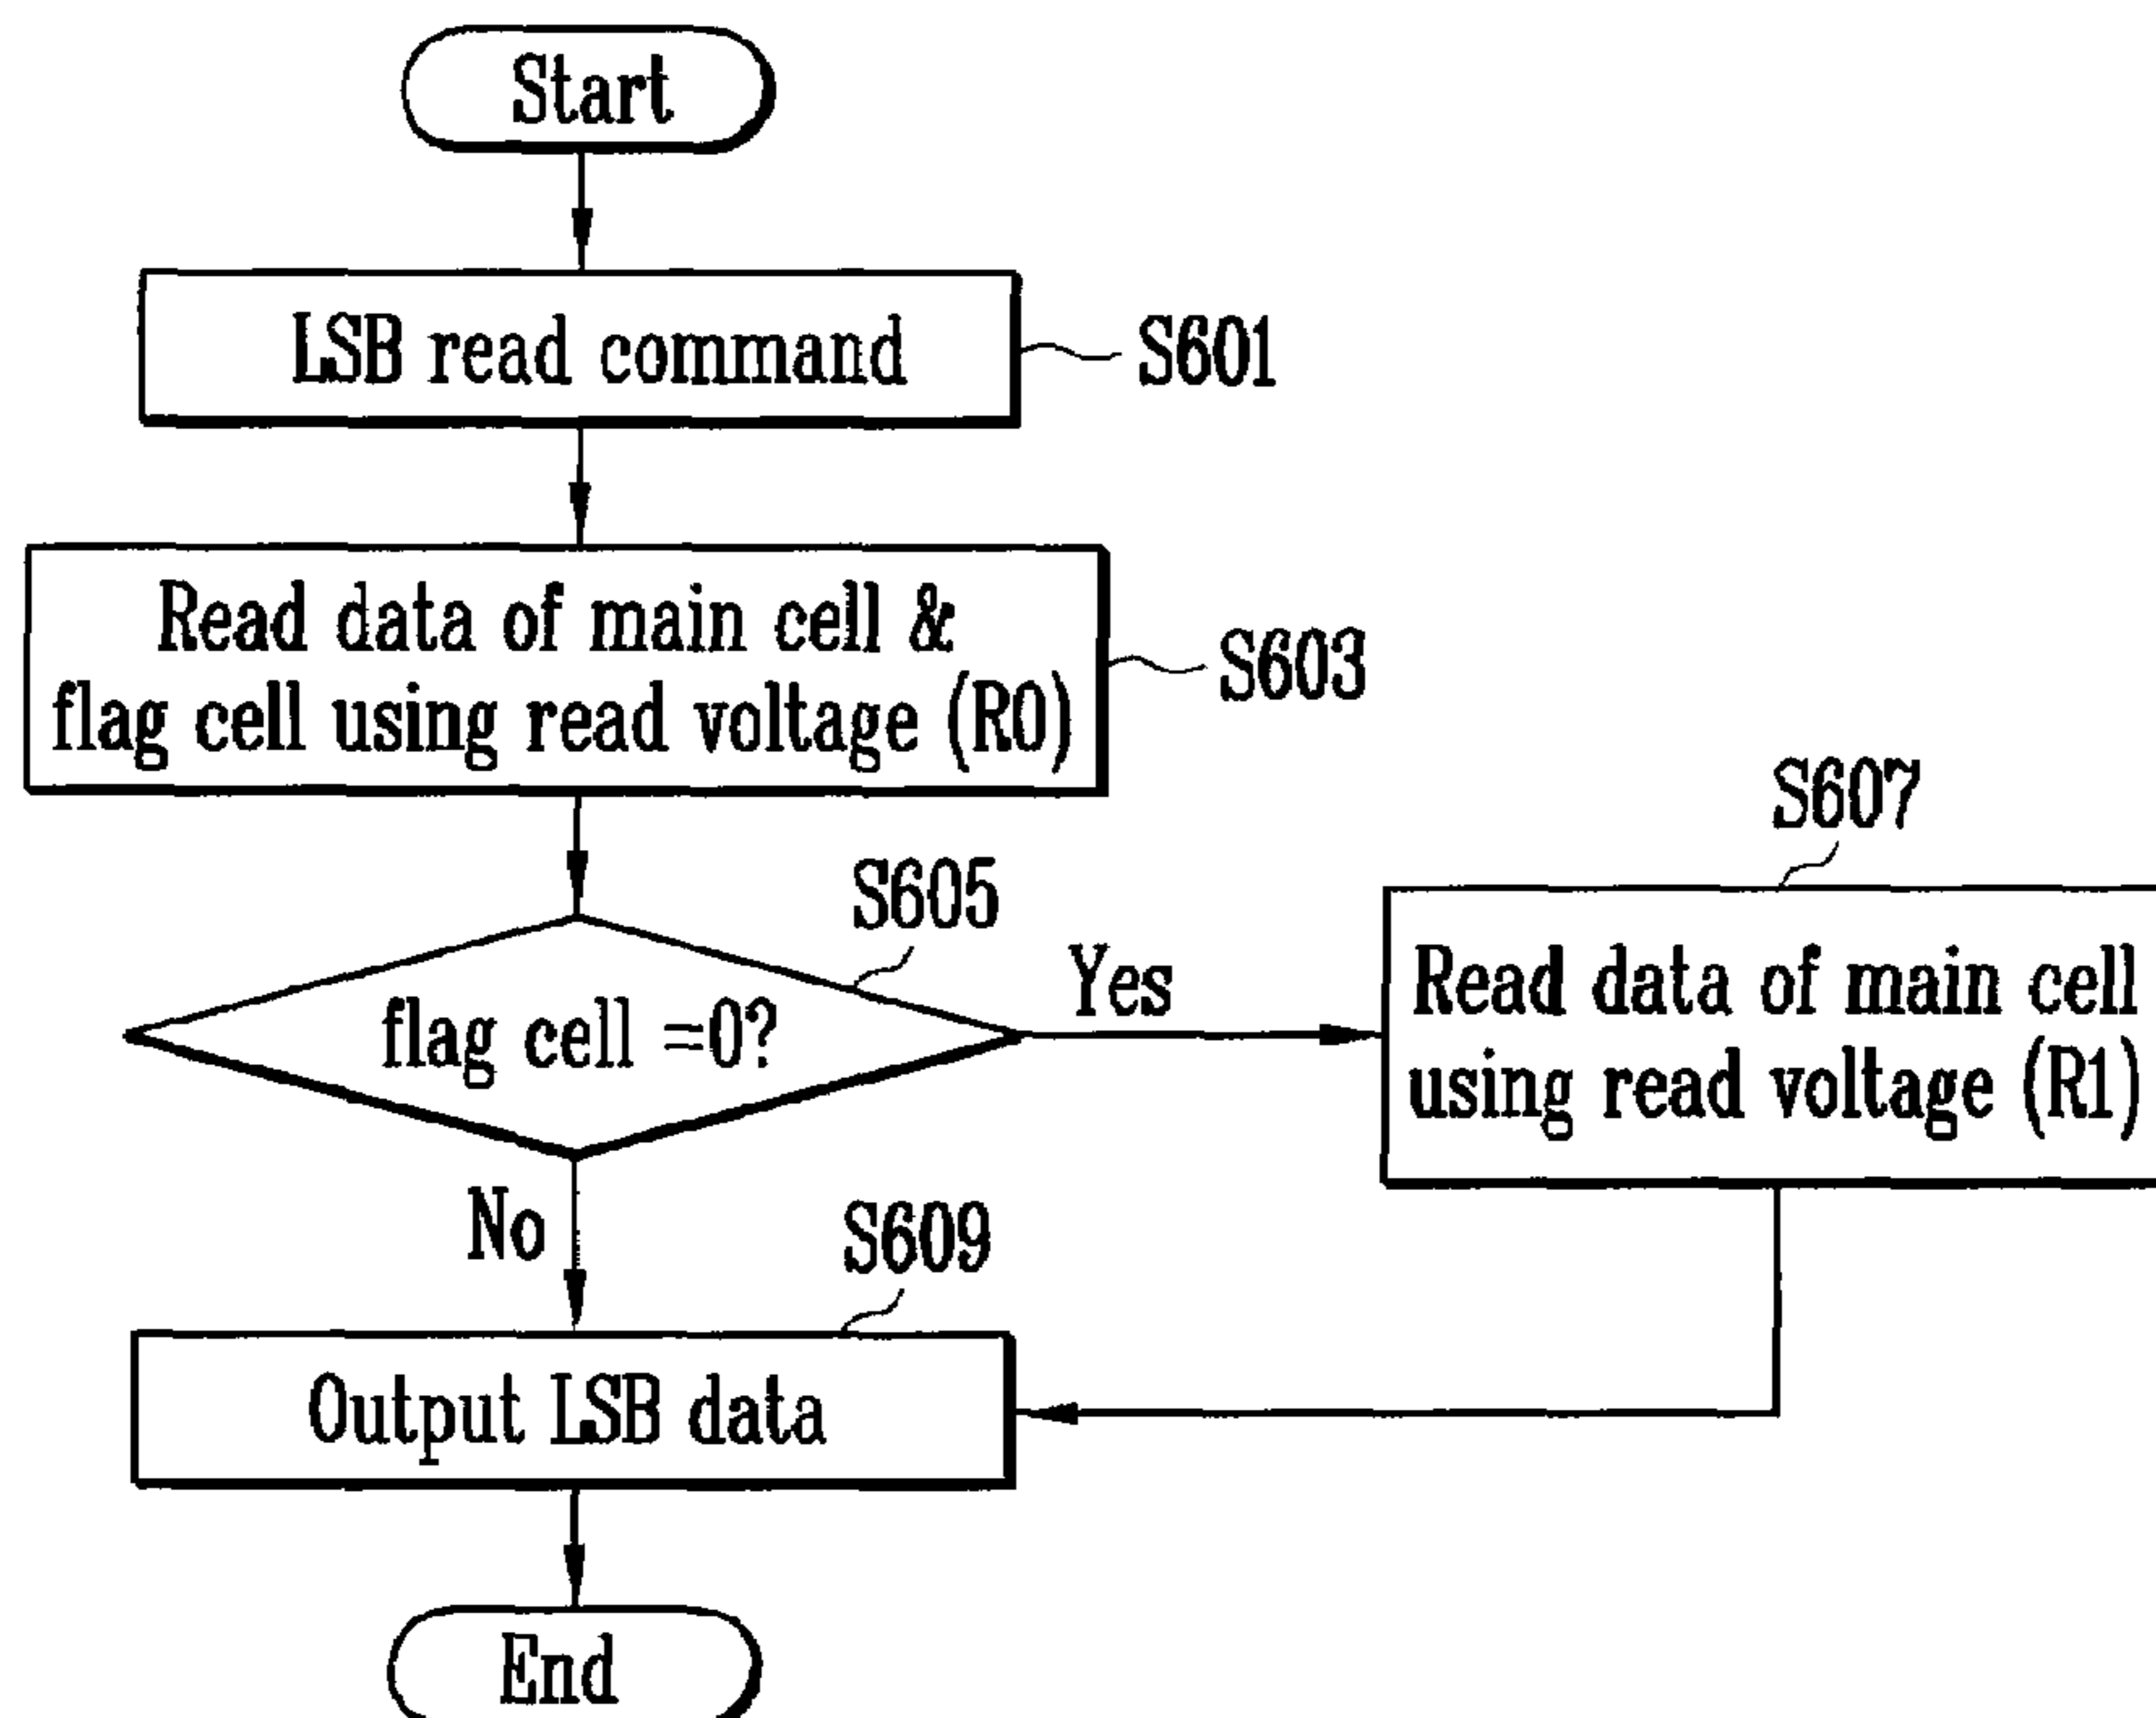 Start
LSB read command
S601
Read data of main cell &
flag cell using read voltage (R0)
S603
S605
flag cell =0?
Yes
S607
Read data of main cell
using read voltage (R1)
No
S609
Output LSB data
End